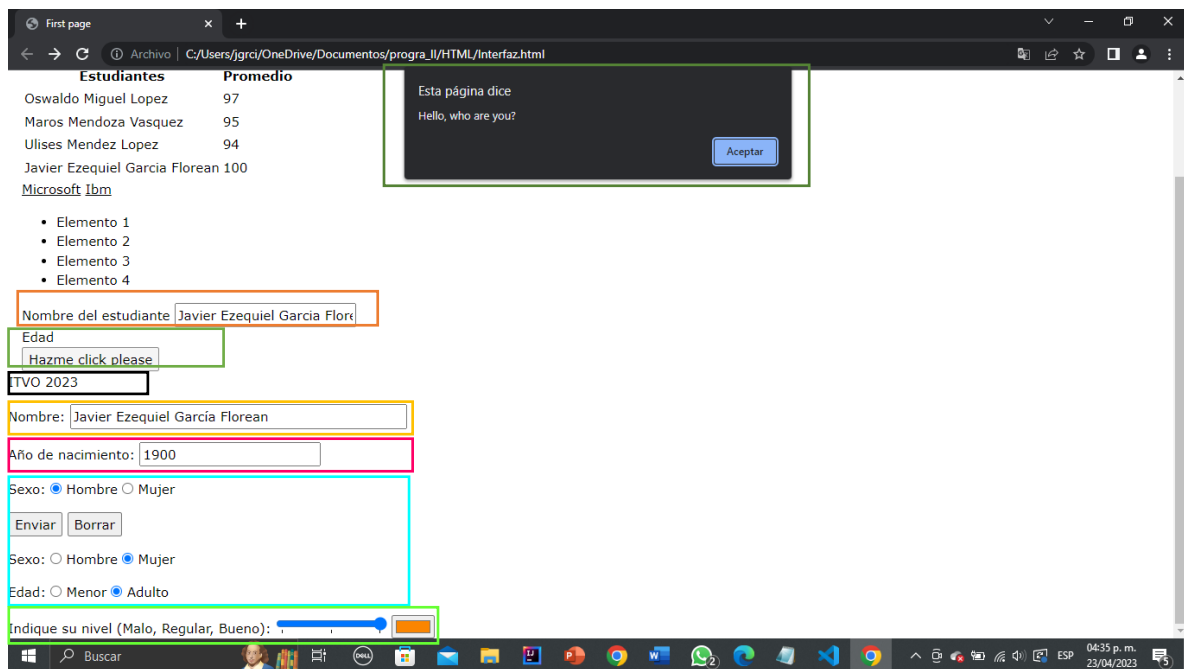 First page
Archivo | C:/Users/jgrci/OneDrive/Documentos/progra_II/HTML/Interfaz.html
Estudiantes Promedio
Oswaldo Miguel Lopez 97
Maros Mendoza Vasquez 95
Ulises Mendez Lopez 94
Javier Ezequiel Garcia Florean 100
Microsoft Ibm
Esta página dice
Hello, who are you?
Aceptar
• Elemento 1
• Elemento 2
• Elemento 3
• Elemento 4
Nombre del estudiante Javier Ezequiel Garcia Flore
Edad
Hazme click please
ITVO 2023
Nombre: Javier Ezequiel García Florean
Año de nacimiento: 1900
Sexo: Hombre Mujer
Enviar Borrar
Sexo: Hombre Mujer
Edad: Menor Adulto
Indique su nivel (Malo, Regular, Bueno):
Buscar
DELL
2
ESP
04:35 p. m.
23/04/2023
5